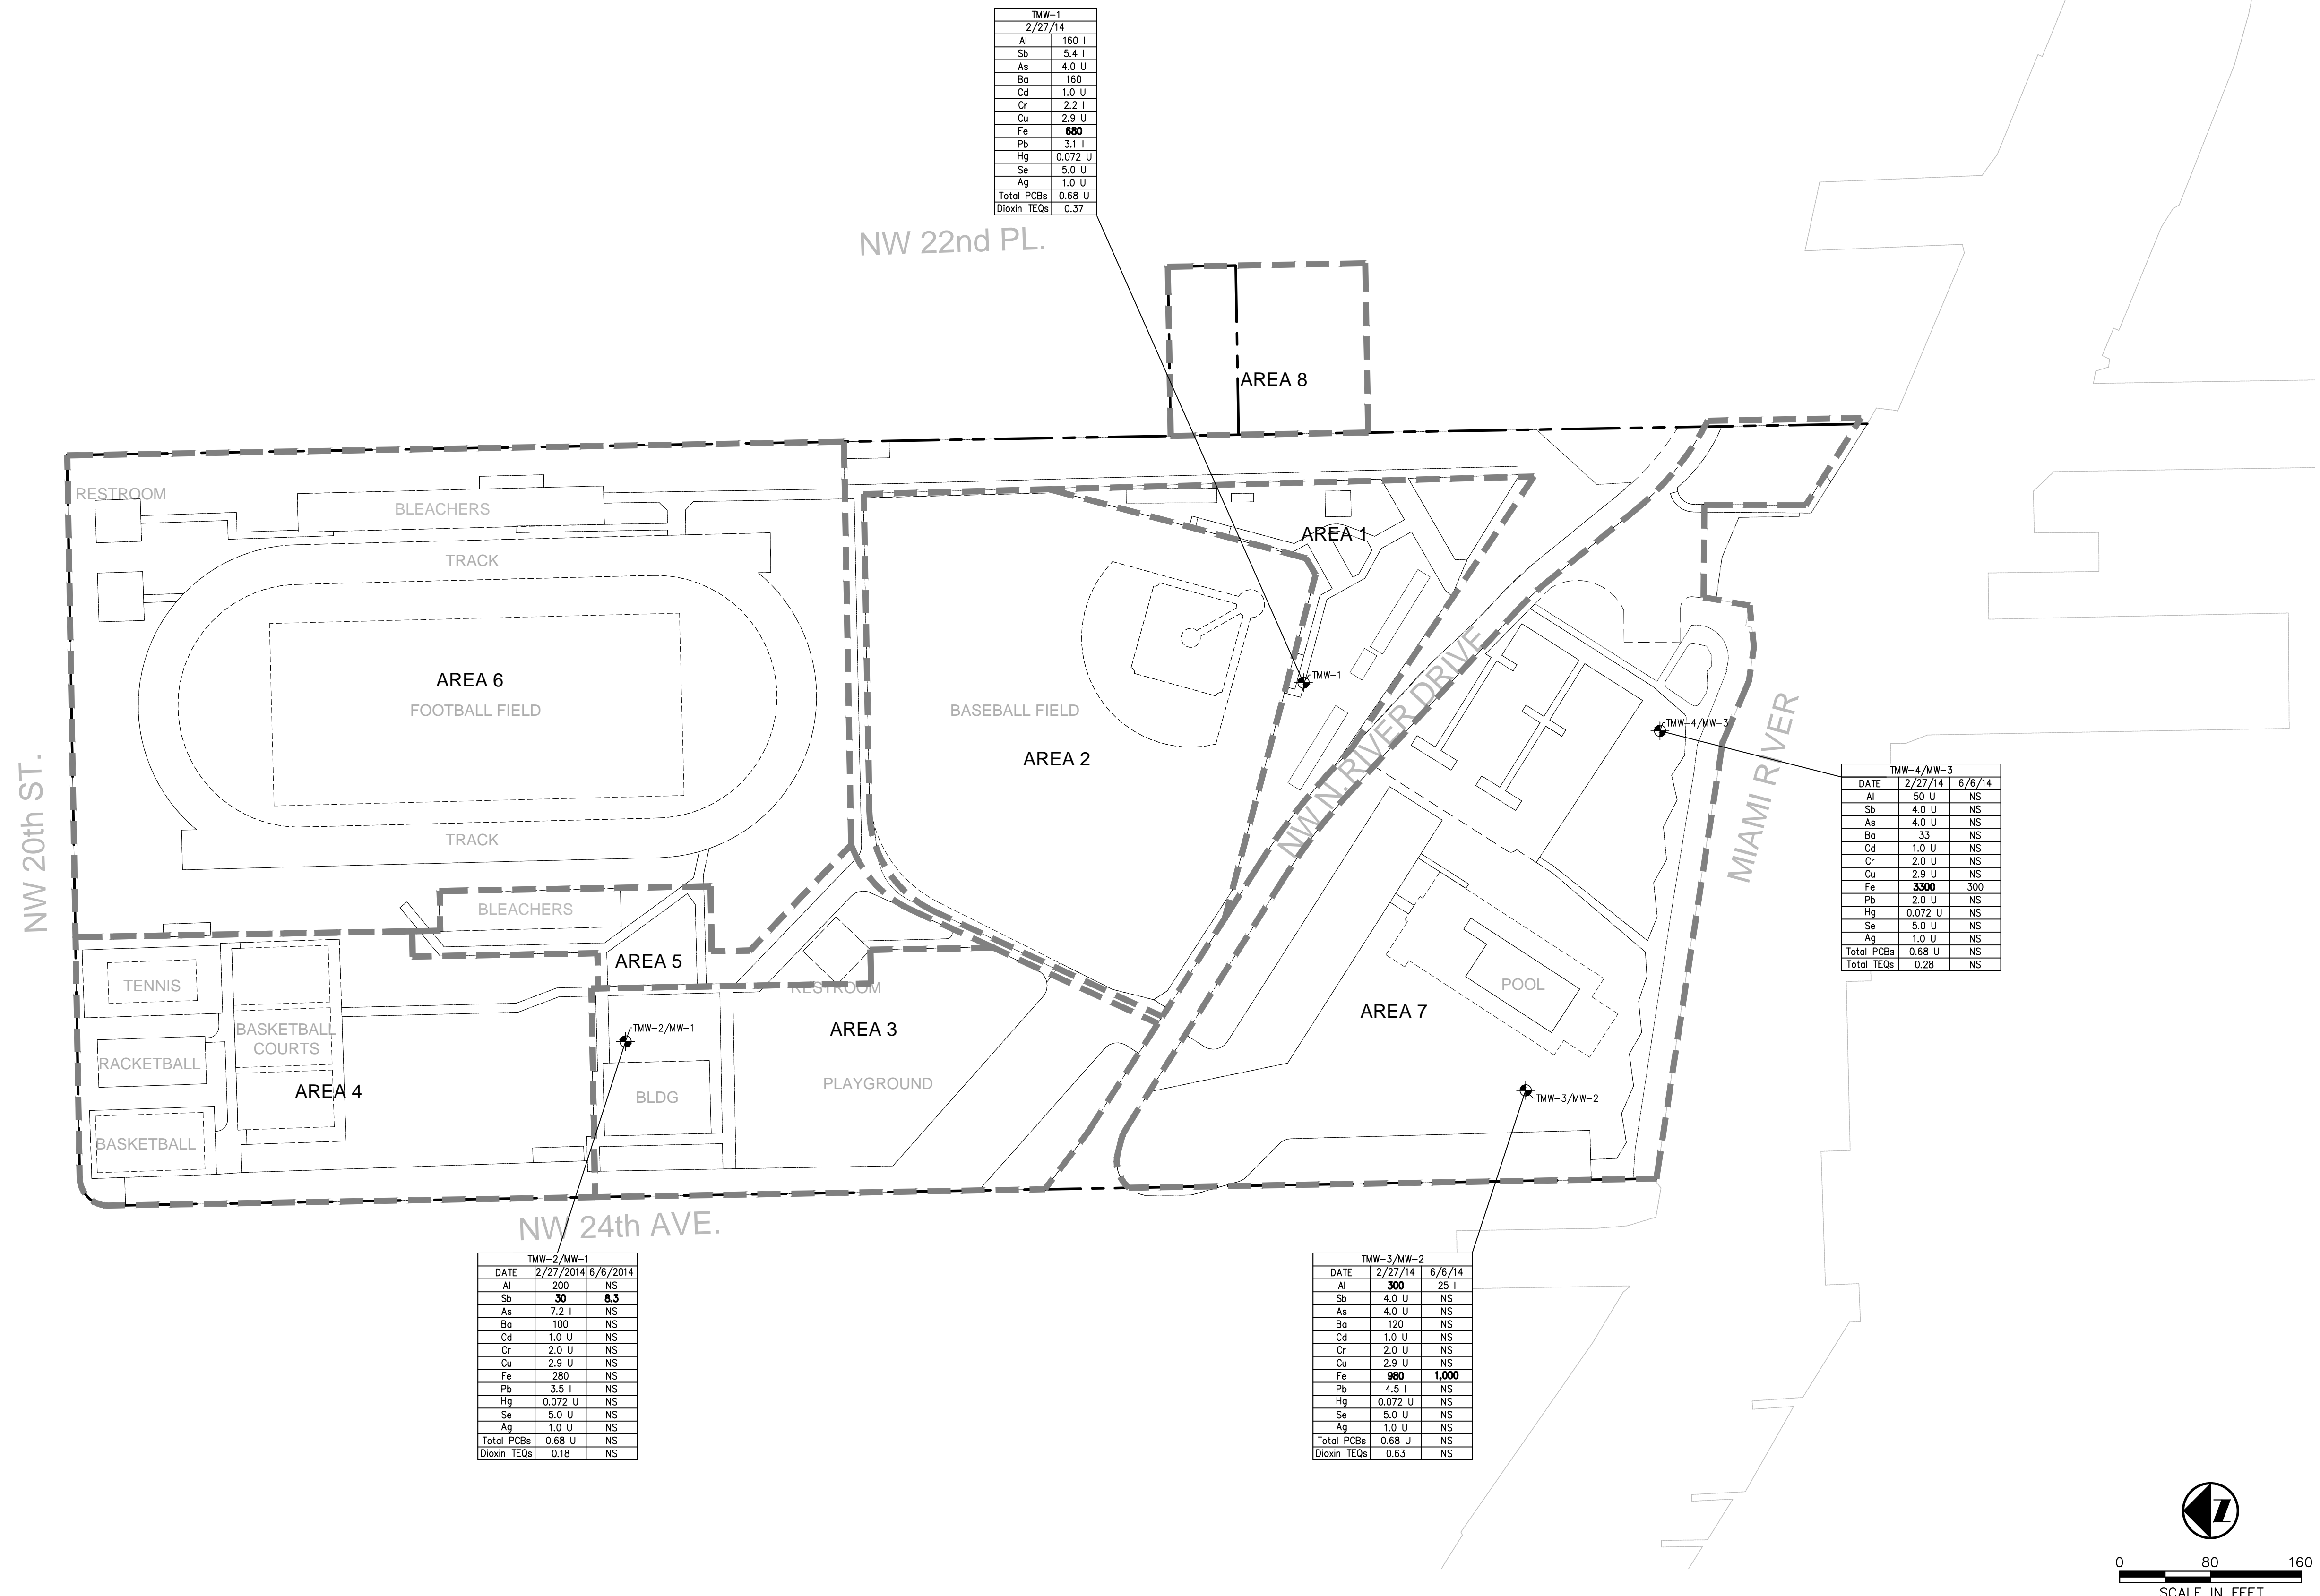 TMW-1
2/27/14
Al 160 I
Sb 5.4 I
As 4.0 U
Ba 160
Cd 1.0 U
Cr 2.2 I
Cu 2.9 U
Fe 680
Pb 3.1 I
Hg 0.072 U
Se 5.0 U
Ag 1.0 U
Total PCBs 0.68 U
Dioxin TEQs 0.37
NW 22nd PL.
AREA 8
RESTROOM
BLEACHERS
TRACK
AREA 6
FOOTBALL FIELD
TRACK
BLEACHERS
NW 20th ST.
AREA 1
TMW-1
BASEBALL FIELD
AREA 2
NW N. RIVER DRIVE
TMW-4/MW-3
MIAMI RIVER
TMW-4/MW-3
DATE 2/27/14 6/6/14
Al 50 U NS
Sb 4.0 U NS
As 4.0 U NS
Ba 33 NS
Cd 1.0 U NS
Cr 2.0 U NS
Cu 2.9 U NS
Fe 3300 300
Pb 2.0 U NS
Hg 0.072 U NS
Se 5.0 U NS
Ag 1.0 U NS
Total PCBs 0.68 U NS
Total TEQs 0.28 NS
TENNIS
RACKETBALL
BASKETBALL
BASKETBALL
COURTS
AREA 4
AREA 5
TMW-2/MW-1
BLDG
RESTROOM
AREA 3
PLAYGROUND
AREA 7
POOL
TMW-3/MW-2
NW 24th AVE.
TMW-2/MW-1
DATE 2/27/2014 6/6/2014
Al 200 NS
Sb 30 8.3
As 7.2 I NS
Ba 100 NS
Cd 1.0 U NS
Cr 2.0 U NS
Cu 2.9 U NS
Fe 280 NS
Pb 3.5 I NS
Hg 0.072 U NS
Se 5.0 U NS
Ag 1.0 U NS
Total PCBs 0.68 U NS
Dioxin TEQs 0.18 NS
TMW-3/MW-2
DATE 2/27/14 6/6/14
Al 300 25 I
Sb 4.0 U NS
As 4.0 U NS
Ba 120 NS
Cd 1.0 U NS
Cr 2.0 U NS
Cu 2.9 U NS
Fe 980 1,000
Pb 4.5 I NS
Hg 0.072 U NS
Se 5.0 U NS
Ag 1.0 U NS
Total PCBs 0.68 U NS
Dioxin TEQs 0.63 NS
Z
0 80 160
SCALE IN FEET